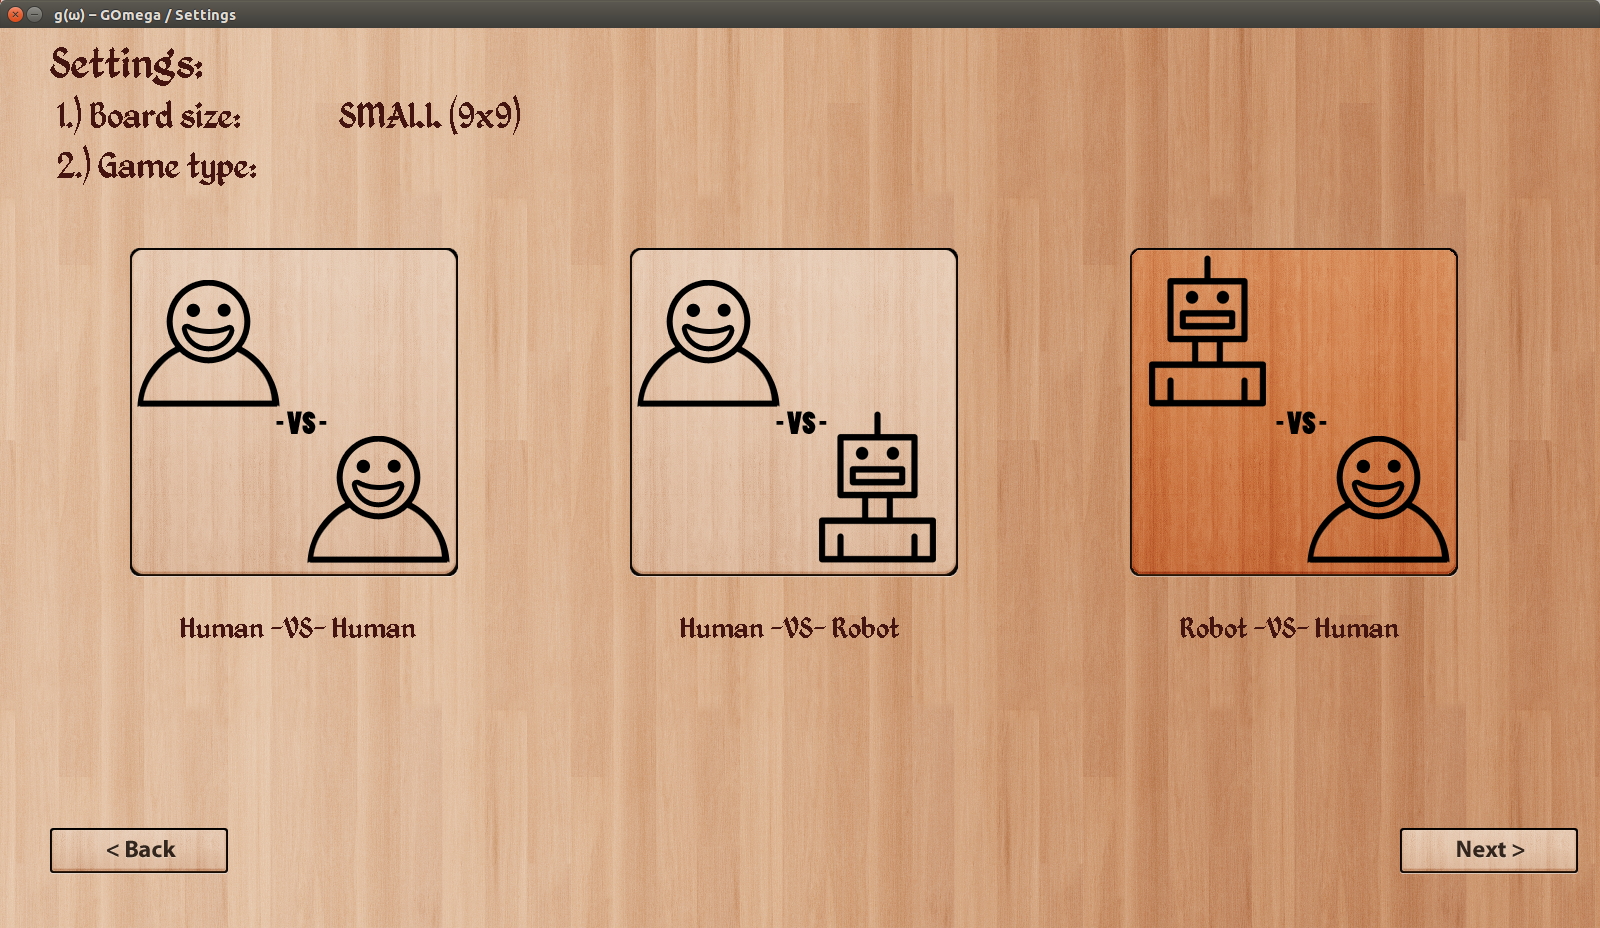 g(ω) – GOmega / Settings
Settings:
1.) Board size: SMALL (9x9)
2.) Game type:
-VS-
-VS-
-VS-
Human -VS- Human
Human -VS- Robot
Robot -VS- Human
< Back
Next >